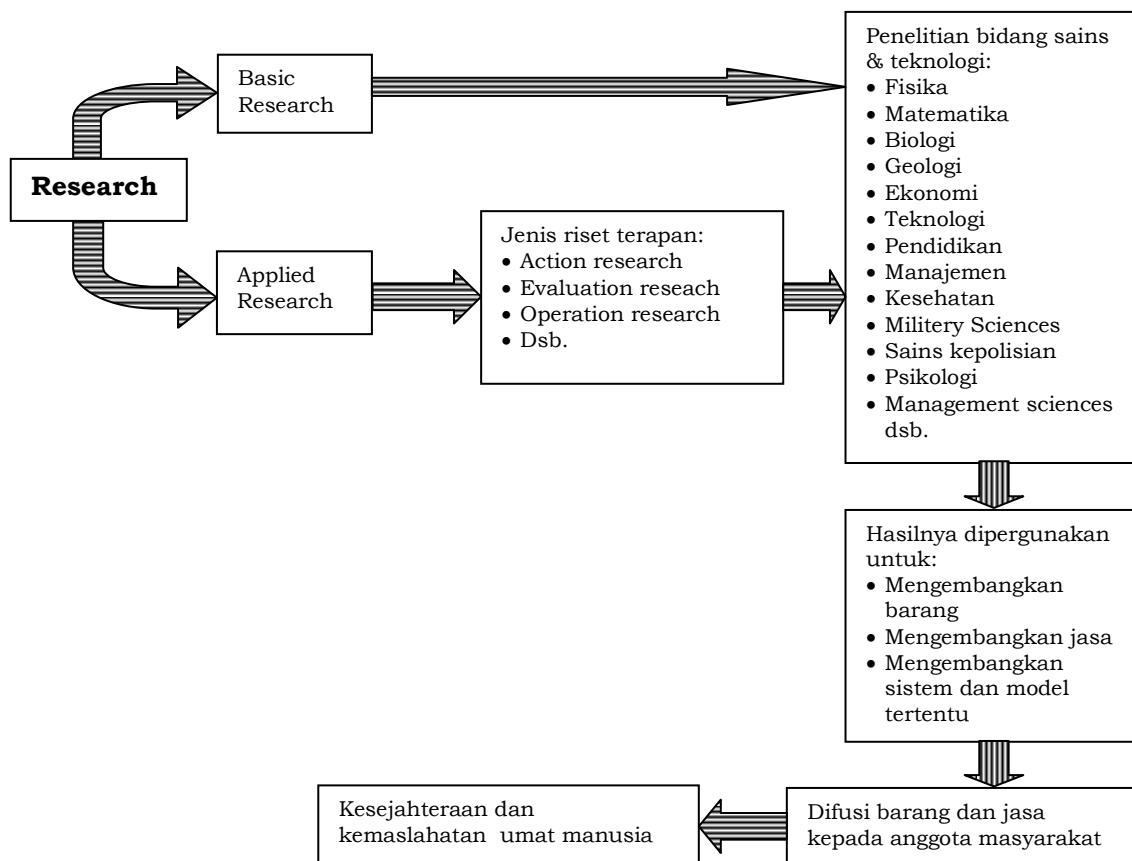 Research
Basic
Research
Applied
Research
Jenis riset terapan:
• Action research
• Evaluation reseach
• Operation research
• Dsb.
Penelitian bidang sains
& teknologi:
• Fisika
• Matematika
• Biologi
• Geologi
• Ekonomi
• Teknologi
• Pendidikan
• Manajemen
• Kesehatan
• Militery Sciences
• Sains kepolisian
• Psikologi
• Management sciences
dsb.
Hasilnya dipergunakan
untuk:
• Mengembangkan
barang
• Mengembangkan jasa
• Mengembangkan
sistem dan model
tertentu
Difusi barang dan jasa
kepada anggota masyarakat
Kesejahteraan dan
kemaslahatan umat manusia